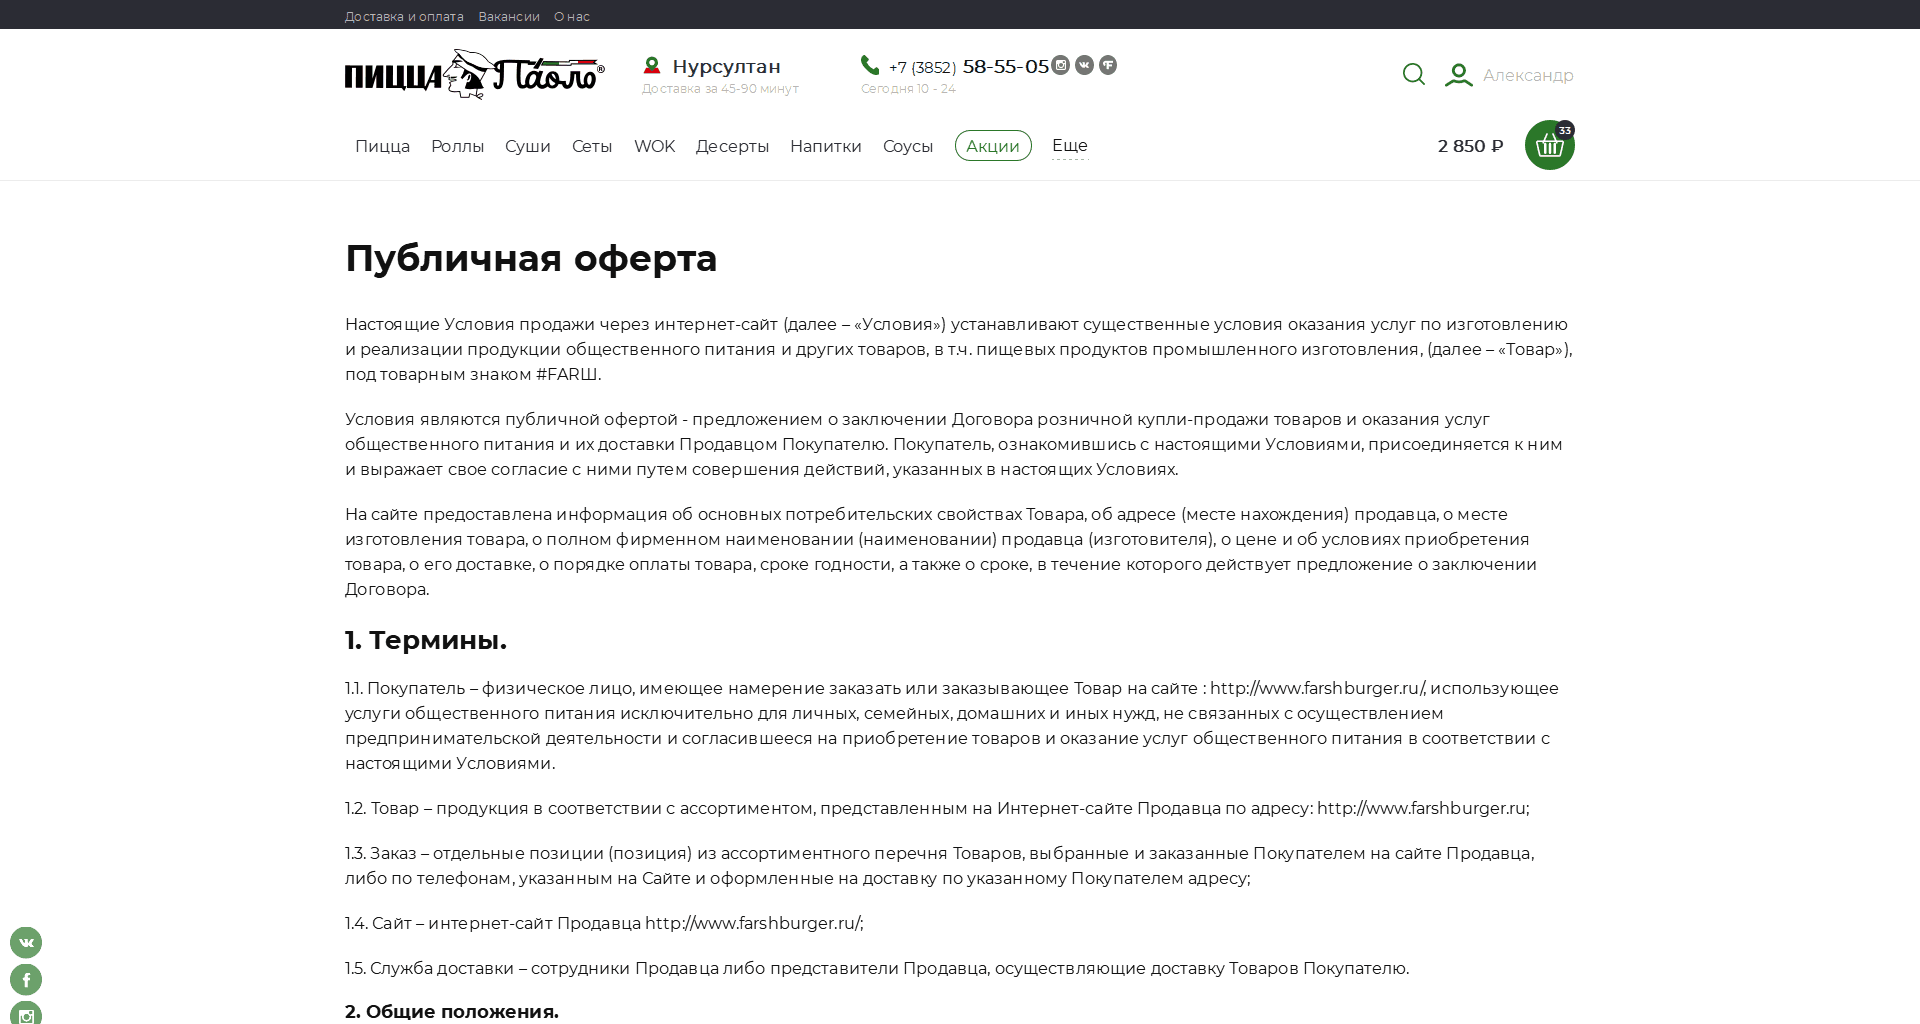 Доставка и оплата Вакансии О нас
ПИЦЦА Пáоло®
Нурсултан
Доставка за 45-90 минут
+7 (3852) 58-55-05
Сегодня 10 - 24
Александр
Пицца Роллы Суши Сеты WOK Десерты Напитки Соусы Акции Еще
2 850 ₽
33
Публичная оферта
Настоящие Условия продажи через интернет-сайт (далее – «Условия») устанавливают существенные условия оказания услуг по изготовлению
и реализации продукции общественного питания и других товаров, в т.ч. пищевых продуктов промышленного изготовления, (далее – «Товар»),
под товарным знаком #FARШ.
Условия являются публичной офертой - предложением о заключении Договора розничной купли-продажи товаров и оказания услуг
общественного питания и их доставки Продавцом Покупателю. Покупатель, ознакомившись с настоящими Условиями, присоединяется к ним
и выражает свое согласие с ними путем совершения действий, указанных в настоящих Условиях.
На сайте предоставлена информация об основных потребительских свойствах Товара, об адресе (месте нахождения) продавца, о месте
изготовления товара, о полном фирменном наименовании (наименовании) продавца (изготовителя), о цене и об условиях приобретения
товара, о его доставке, о порядке оплаты товара, сроке годности, а также о сроке, в течение которого действует предложение о заключении
Договора.
1. Термины.
1.1. Покупатель – физическое лицо, имеющее намерение заказать или заказывающее Товар на сайте : http://www.farshburger.ru/, использующее
услуги общественного питания исключительно для личных, семейных, домашних и иных нужд, не связанных с осуществлением
предпринимательской деятельности и согласившееся на приобретение товаров и оказание услуг общественного питания в соответствии с
настоящими Условиями.
1.2. Товар – продукция в соответствии с ассортиментом, представленным на Интернет-сайте Продавца по адресу: http://www.farshburger.ru;
1.3. Заказ – отдельные позиции (позиция) из ассортиментного перечня Товаров, выбранные и заказанные Покупателем на сайте Продавца,
либо по телефонам, указанным на Сайте и оформленные на доставку по указанному Покупателем адресу;
1.4. Сайт – интернет-сайт Продавца http://www.farshburger.ru/;
1.5. Служба доставки – сотрудники Продавца либо представители Продавца, осуществляющие доставку Товаров Покупателю.
2. Общие положения.